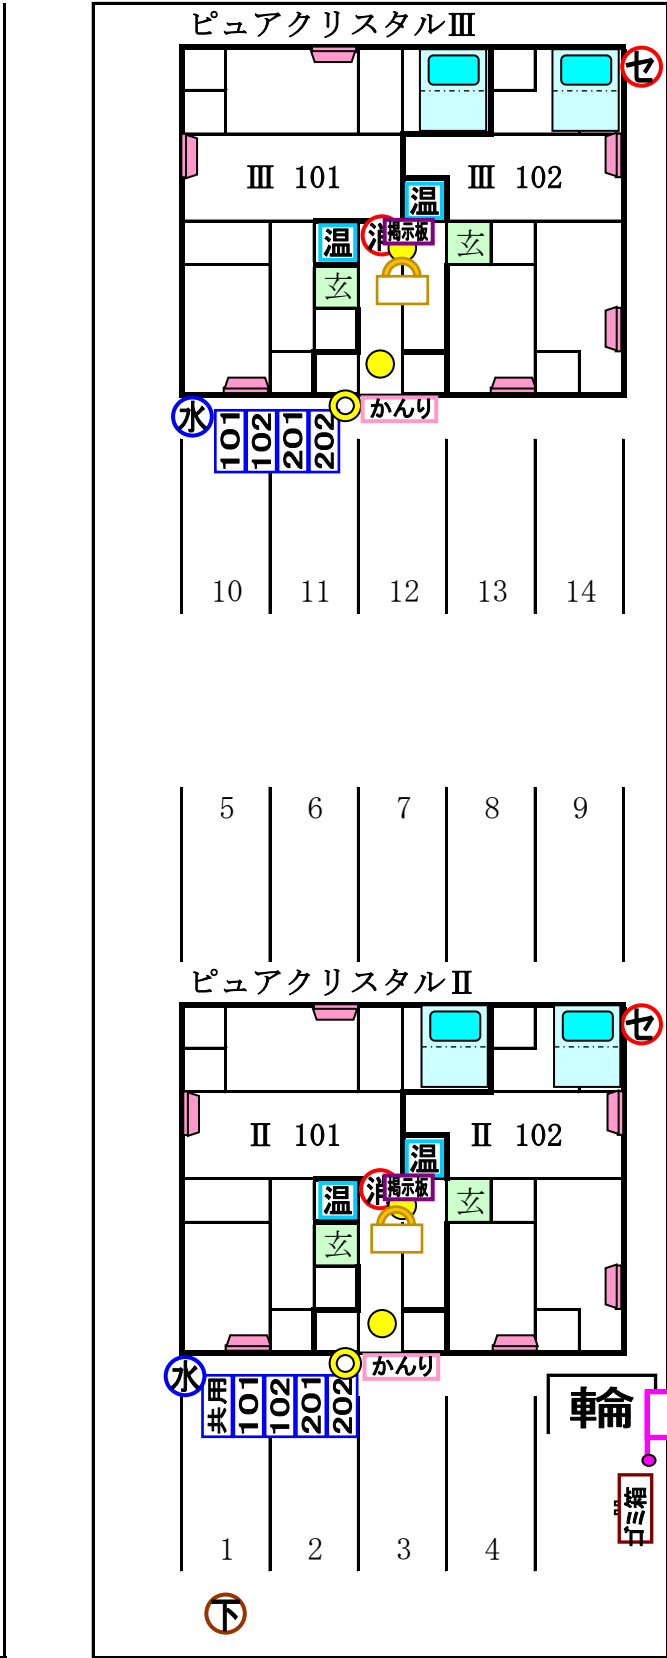 ピュアクリスタルⅢ
セ
Ⅲ 101
Ⅲ 102
温
温
消
掲示板
玄
玄
水
101
102
201
202
かんり
10
11
12
13
14
5
6
7
8
9
ピュアクリスタルⅡ
セ
Ⅱ 101
Ⅱ 102
温
温
消
掲示板
玄
玄
水
共用
101
102
201
202
かんり
輪
ゴミ箱
1
2
3
4
下